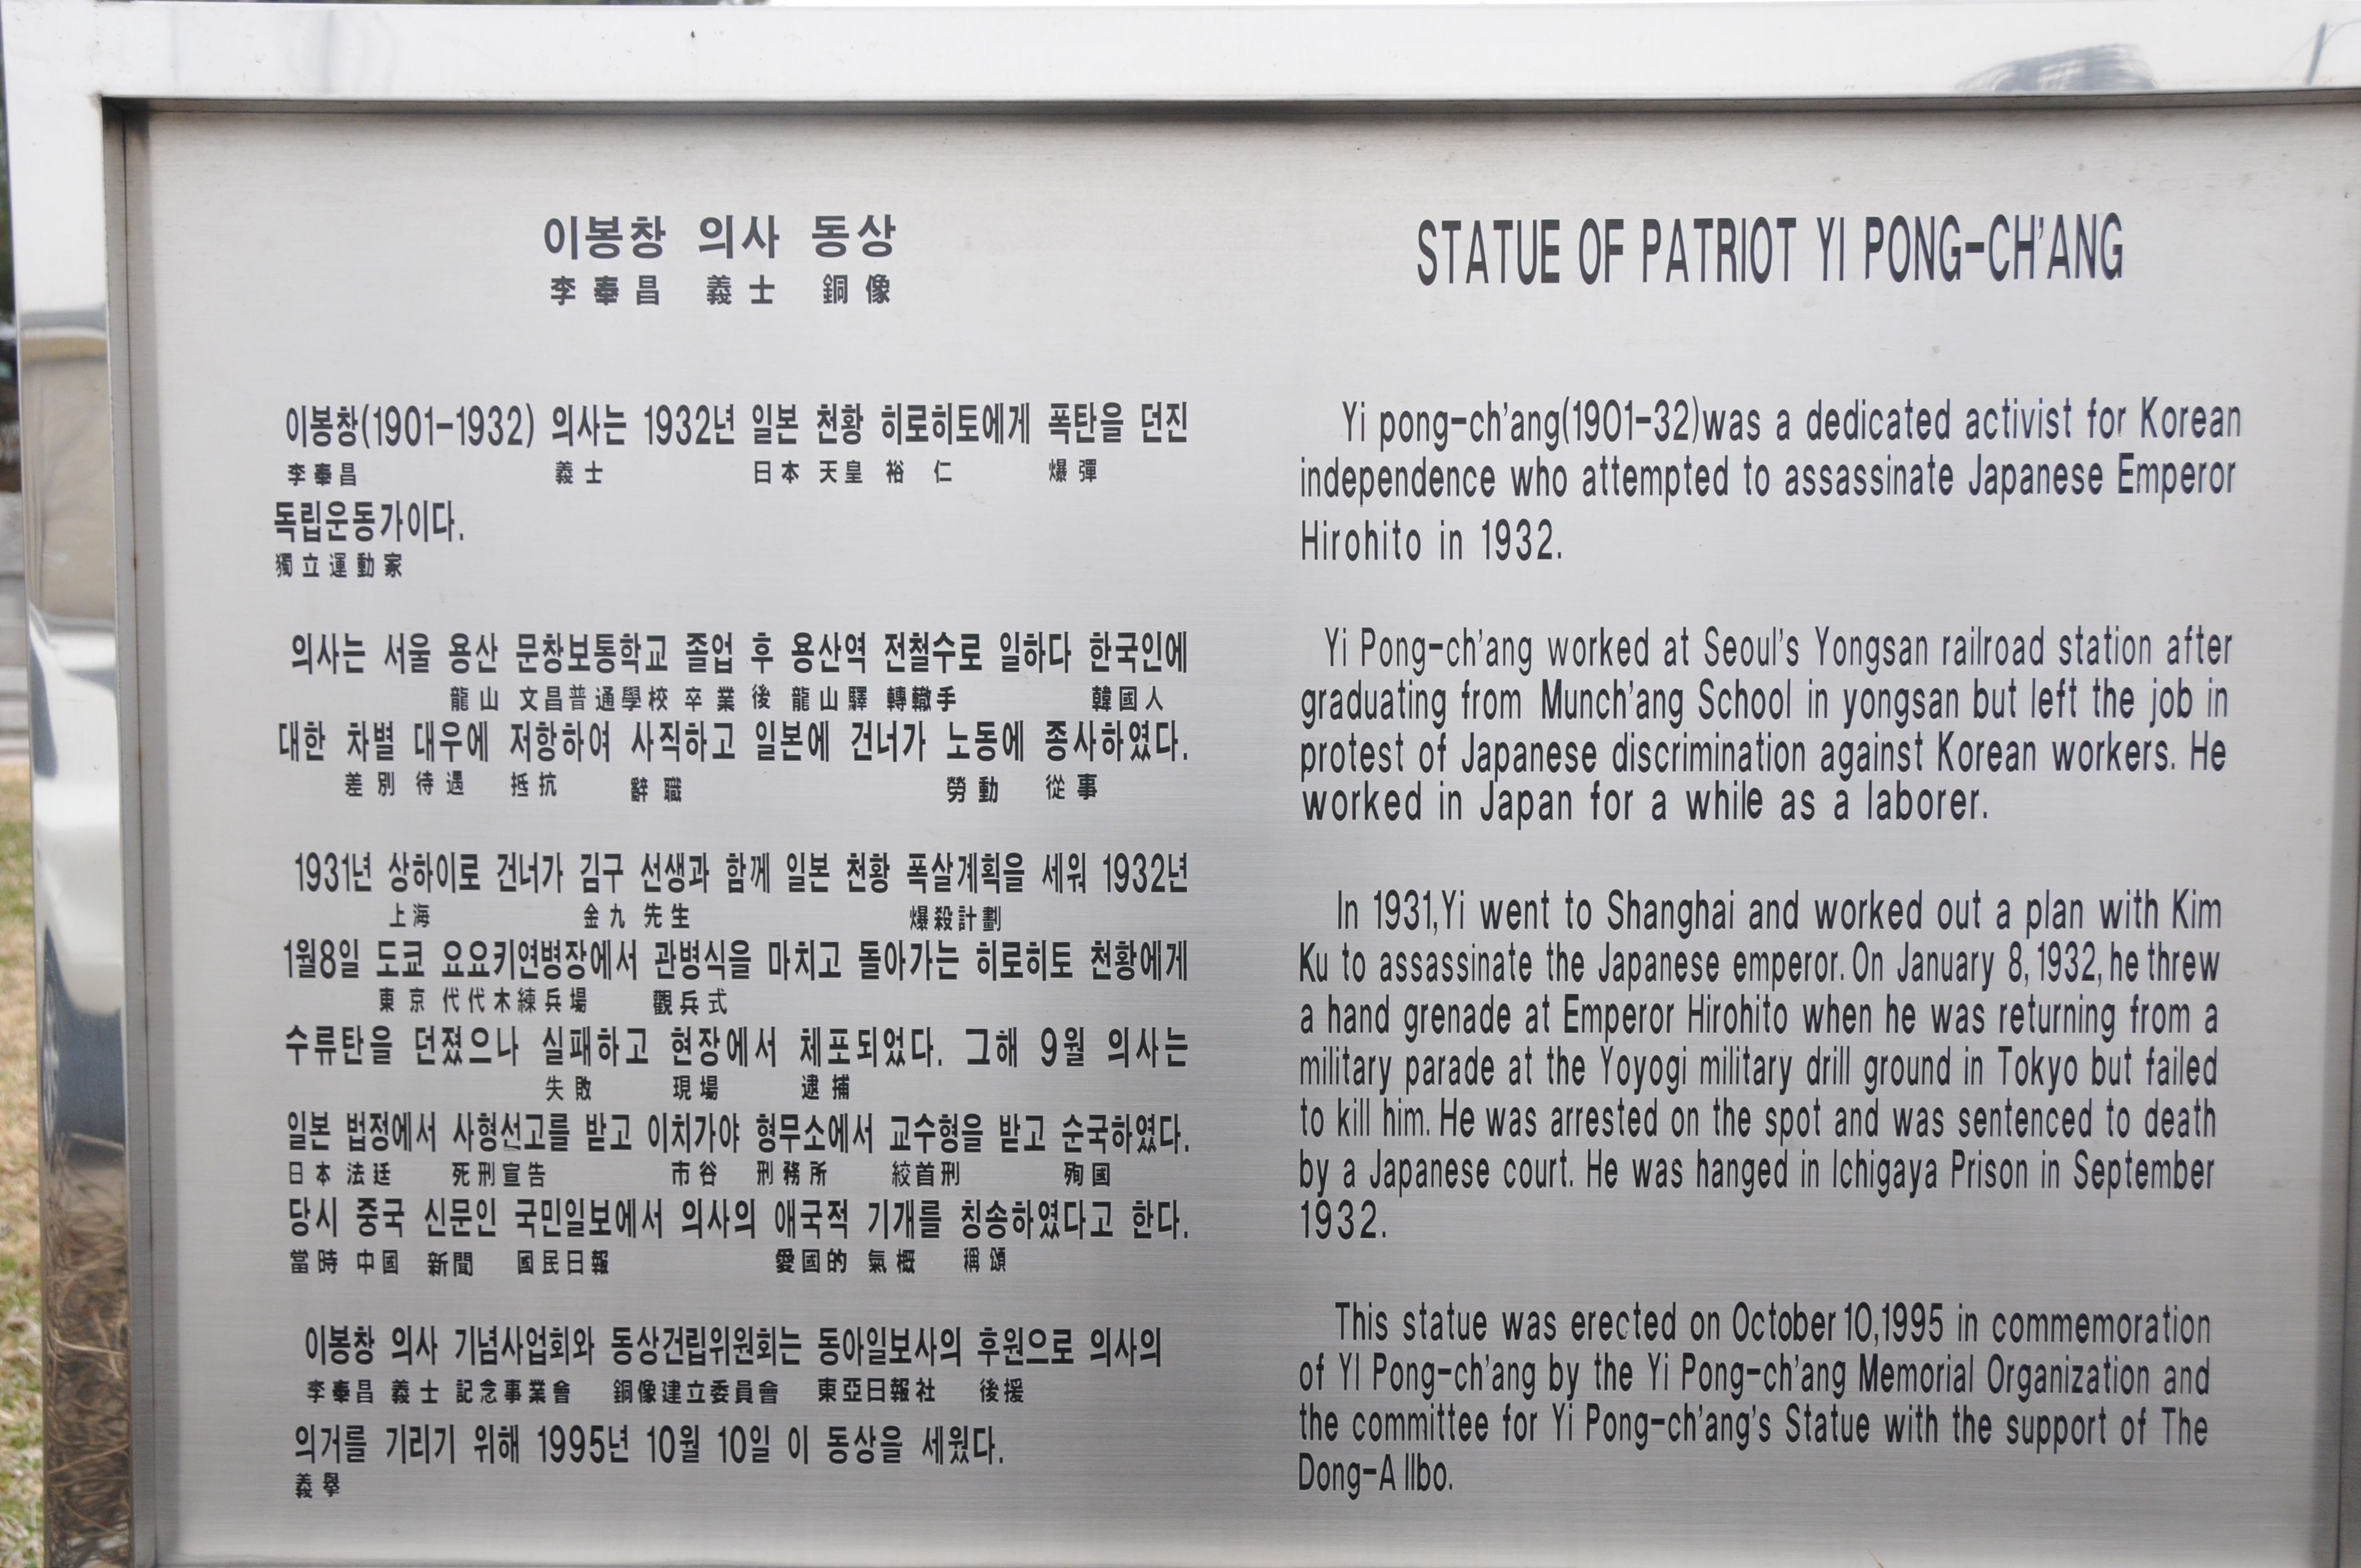 이봉창 의사 동상
李奉昌 義士 銅像
이봉창(1901-1932) 의사는 1932년 일본 천황 히로히토에게 폭탄을 던진
李奉昌 義士 日本 天皇 裕仁 爆彈
독립운동가이다.
獨立運動家
의사는 서울 용산 문창보통학교 졸업 후 용산역 전철수로 일하다 한국인에
龍山 文昌普通學校 卒業 後 龍山驛 轉轍手 韓國人
대한 차별 대우에 저항하여 사직하고 일본에 건너가 노동에 종사하였다.
差別 待遇 抵抗 辭職 勞動 從事
1931년 상하이로 건너가 김구 선생과 함께 일본 천황 폭살계획을 세워 1932년
上海 金九 先生 爆殺計劃
1월8일 도쿄 요요키연병장에서 관병식을 마치고 돌아가는 히로히토 천황에게
東京 代代木練兵場 觀兵式
수류탄을 던졌으나 실패하고 현장에서 체포되었다. 그해 9월 의사는
失敗 現場 逮捕
일본 법정에서 사형선고를 받고 이치가야 형무소에서 교수형을 받고 순국하였다.
日本 法廷 死刑宣告 市谷 刑務所 絞首刑 殉國
당시 중국 신문인 국민일보에서 의사의 애국적 기개를 칭송하였다고 한다.
當時 中國 新聞 國民日報 愛國的 氣槪 稱頌
이봉창 의사 기념사업회와 동상건립위원회는 동아일보사의 후원으로 의사의
李奉昌 義士 記念事業會 銅像建立委員會 東亞日報社 後援
의거를 기리기 위해 1995년 10월 10일 이 동상을 세웠다.
義擧
STATUE OF PATRIOT YI PONG-CH'ANG
Yi pong-ch'ang(1901-32)was a dedicated activist for Korean
independence who attempted to assassinate Japanese Emperor
Hirohito in 1932.
Yi Pong-ch'ang worked at Seoul's Yongsan railroad station after
graduating from Munch'ang School in yongsan but left the job in
protest of Japanese discrimination against Korean workers. He
worked in Japan for a while as a laborer.
In 1931,Yi went to Shanghai and worked out a plan with Kim
Ku to assassinate the Japanese emperor. On January 8, 1932, he threw
a hand grenade at Emperor Hirohito when he was returning from a
military parade at the Yoyogi military drill ground in Tokyo but failed
to kill him. He was arrested on the spot and was sentenced to death
by a Japanese court. He was hanged in Ichigaya Prison in September
1932.
This statue was erected on October 10,1995 in commemoration
of YI Pong-ch'ang by the Yi Pong-ch'ang Memorial Organization and
the committee for Yi Pong-ch'ang's Statue with the support of The
Dong-A Ilbo.